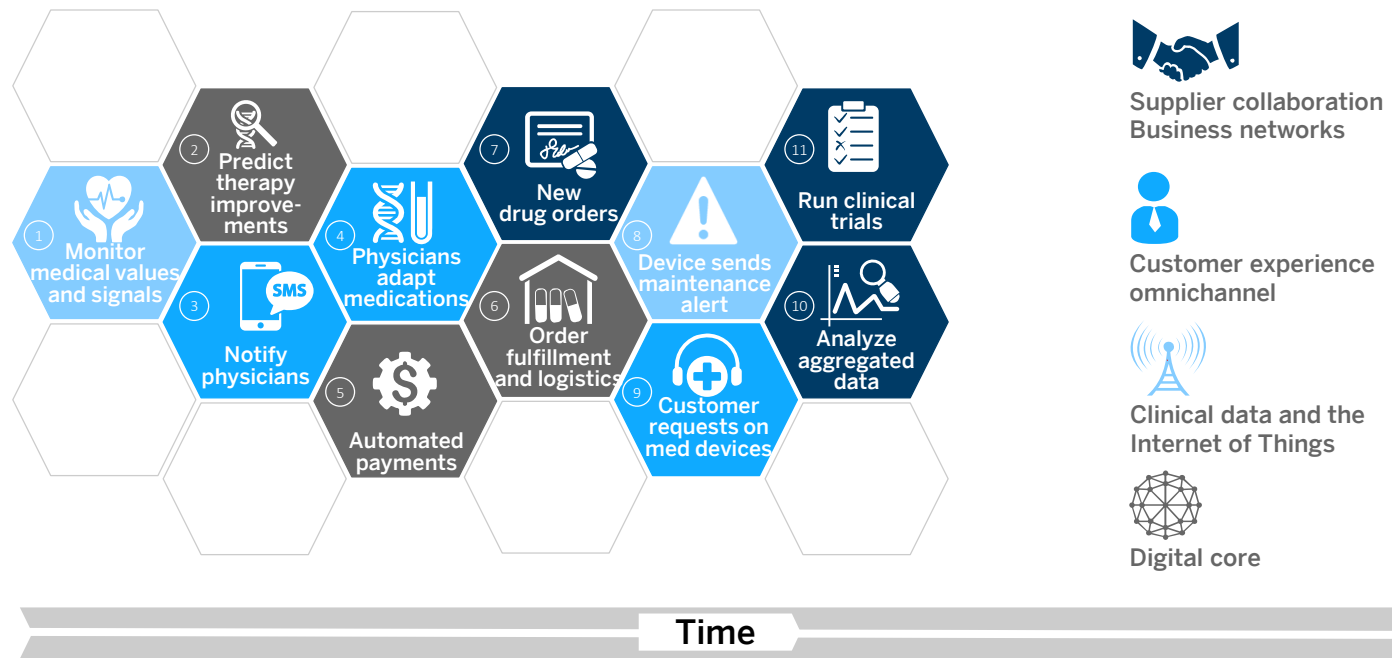 1
Monitor
medical values
and signals
2
Predict
therapy
improve-
ments
3
SMS
Notify
physicians
4
Physicians
adapt
medications
5
$
Automated
payments
6
Order
fulfillment
and logistics
7
New
drug orders
8
Device sends
maintenance
alert
9
Customer
requests on
med devices
10
Analyze
aggregated
data
11
Run clinical
trials
Supplier collaboration
Business networks
Customer experience
omnichannel
Clinical data and the
Internet of Things
Digital core
Time